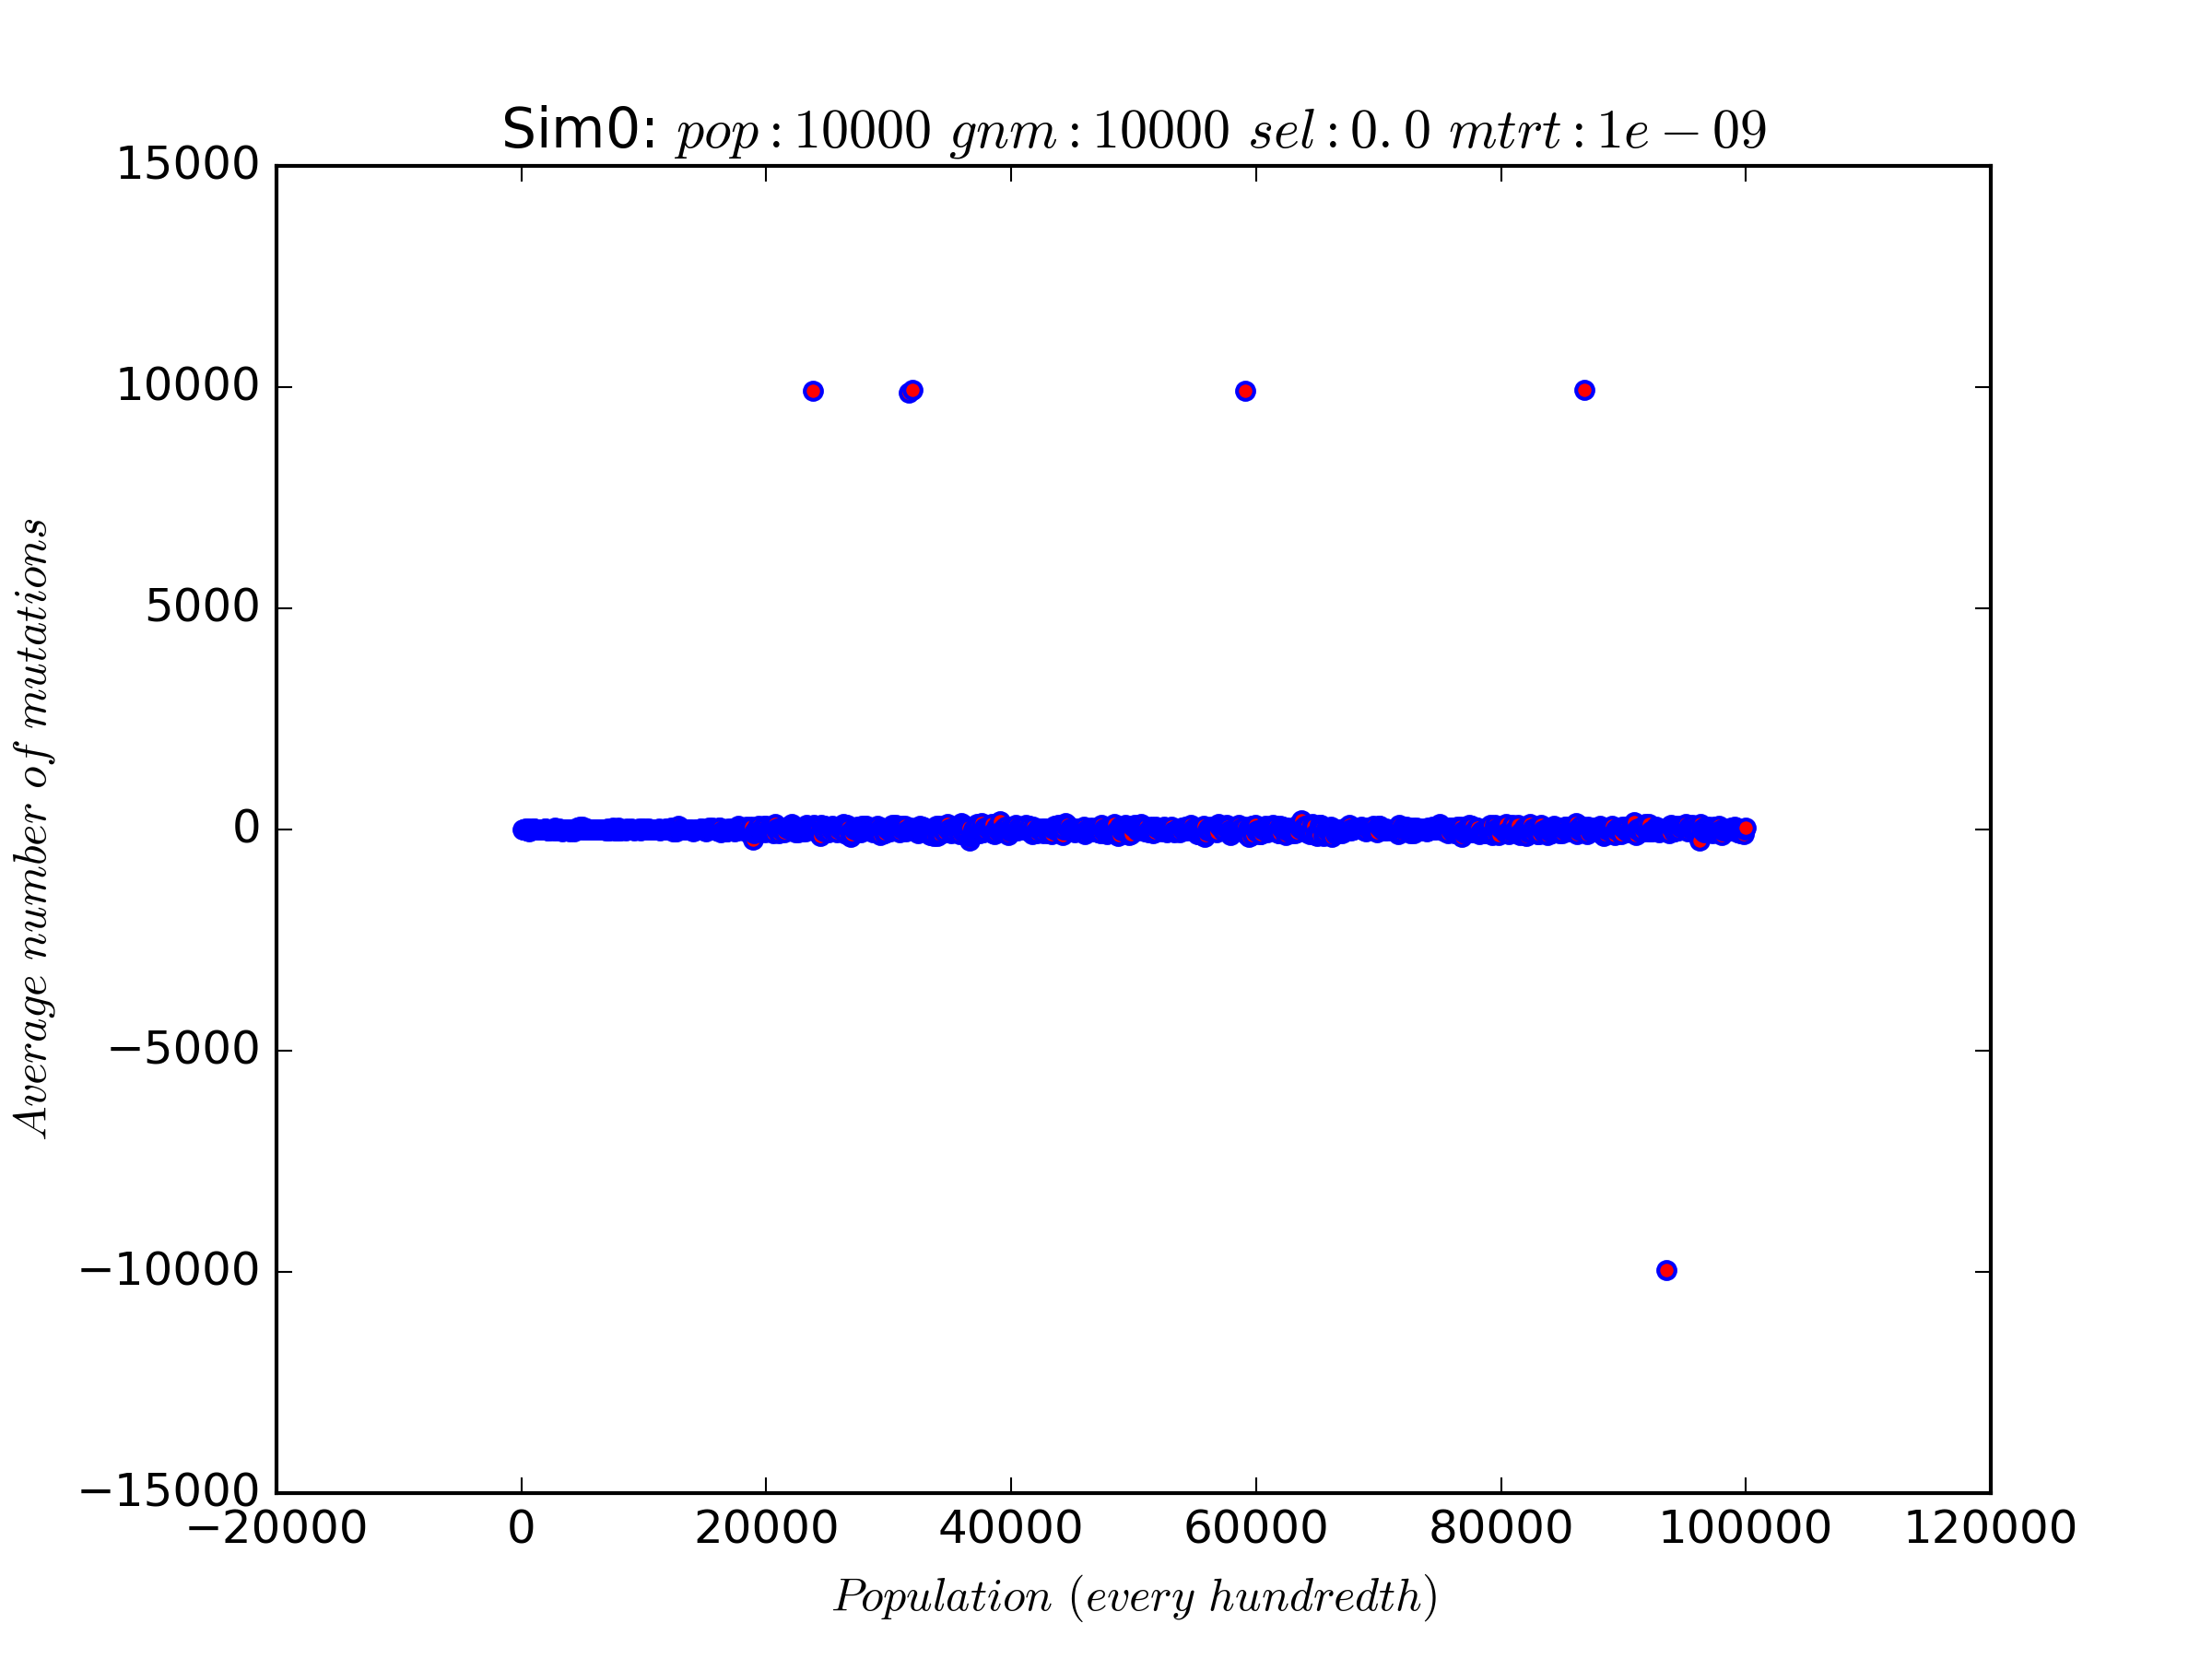 Sim0: pop : 10000 gnm : 10000 sel : 0.0 mtrt : 1e − 09
15000
10000
5000
0
−5000
−10000
−15000
Average number of mutations
−20000 0 20000 40000 60000 80000 100000 120000
Population (every hundredth)